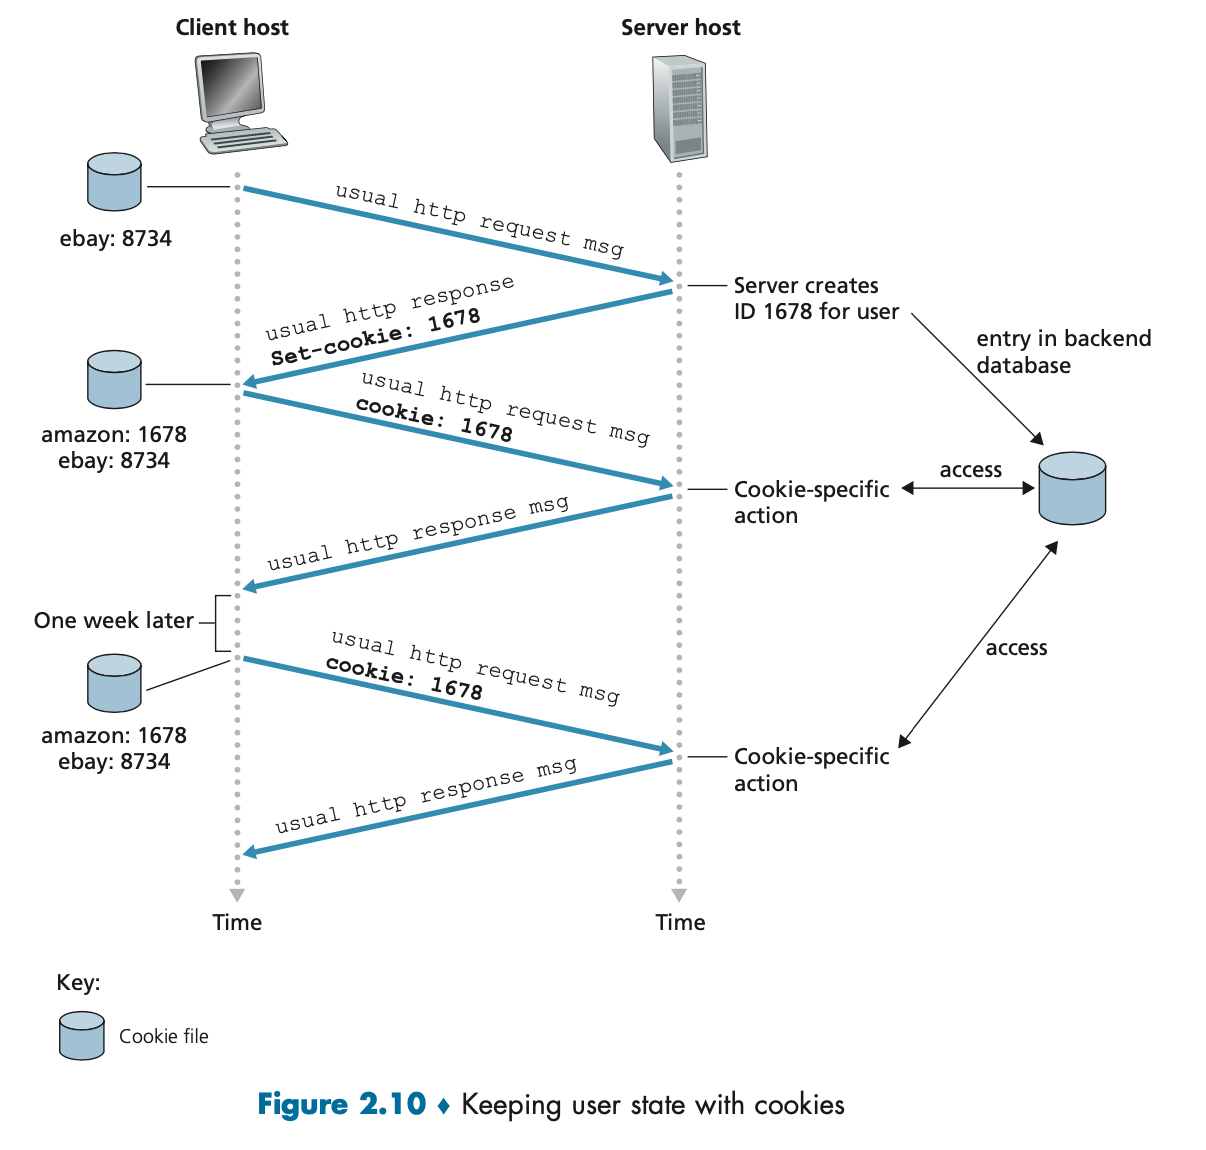 Client host
Server host
ebay: 8734
usual http request msg
Server creates
ID 1678 for user
entry in backend
database
usual http response
Set-cookie: 1678
amazon: 1678
ebay: 8734
usual http request msg
cookie: 1678
Cookie-specific
action
access
usual http response msg
One week later
usual http request msg
cookie: 1678
access
amazon: 1678
ebay: 8734
Cookie-specific
action
usual http response msg
Time
Time
Key:
Cookie file
Figure 2.10 ♦ Keeping user state with cookies